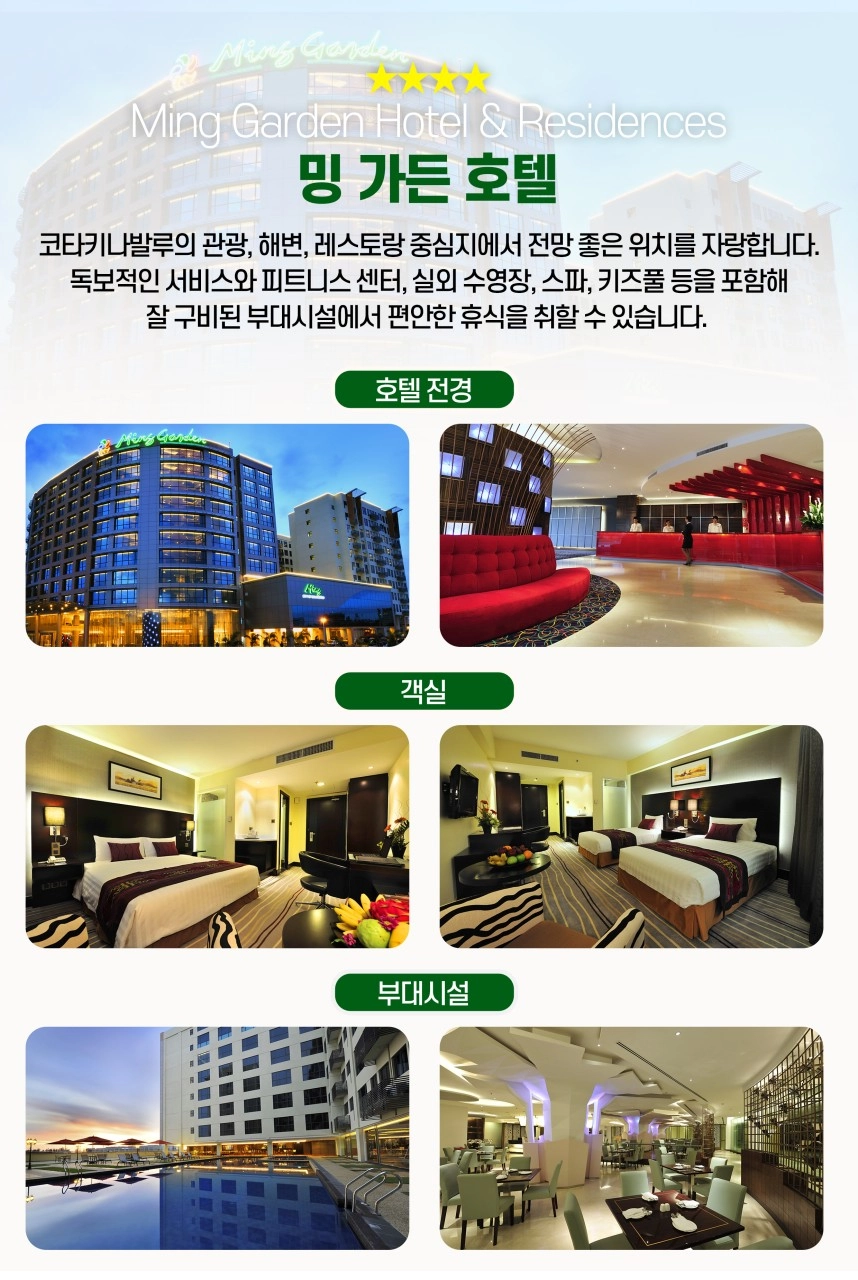 Ming Garden
★★★★
Ming Garden Hotel & Residences
밍 가든 호텔
코타키나발루의 관광, 해변, 레스토랑 중심지에서 전망 좋은 위치를 자랑합니다.
독보적인 서비스와 피트니스 센터, 실외 수영장, 스파, 키즈풀 등을 포함해
잘 구비된 부대시설에서 편안한 휴식을 취할 수 있습니다.
호텔 전경
Ming Garden
객실
부대시설